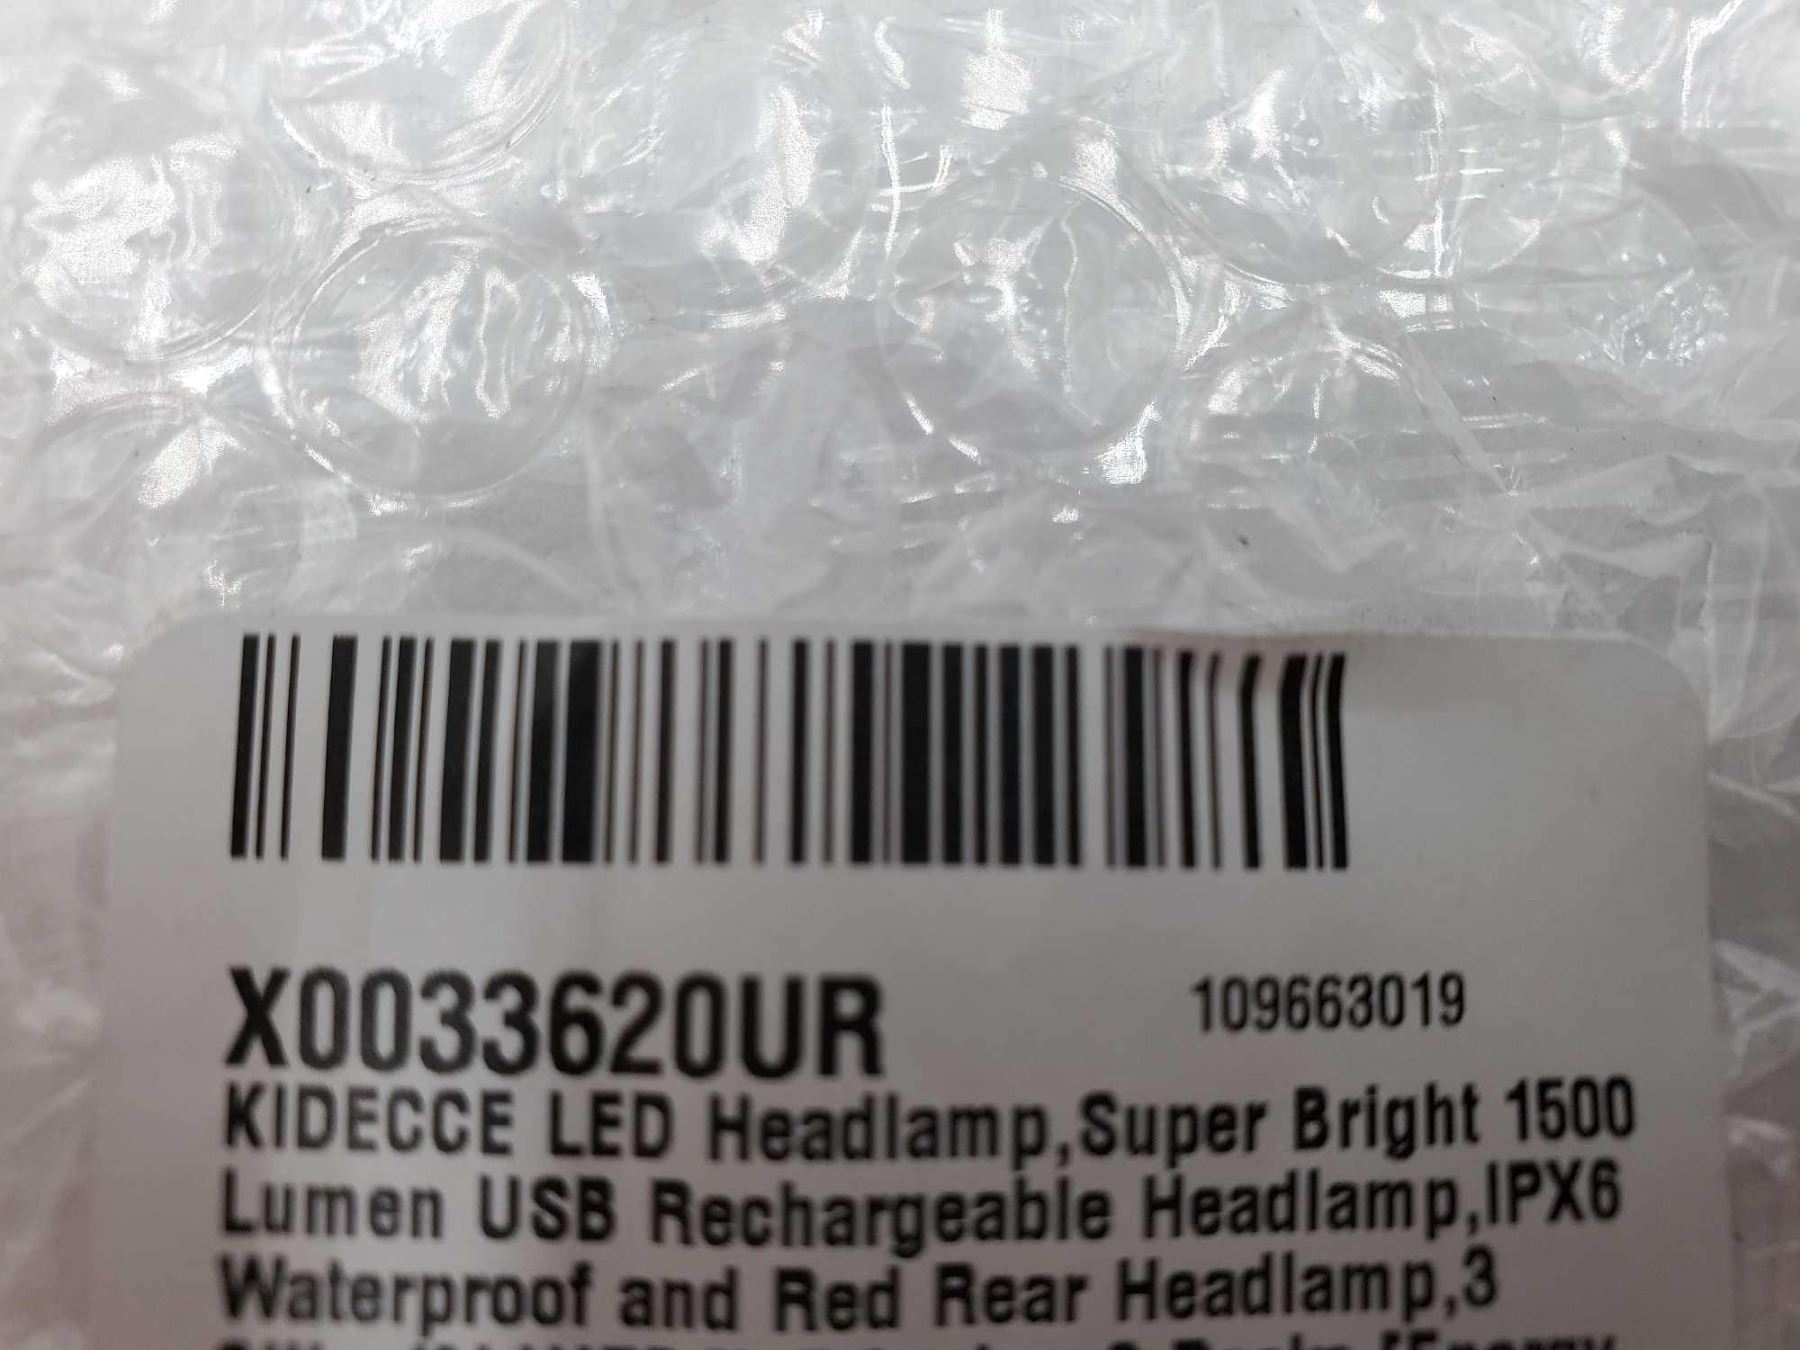 X0033620UR 109663019
KIDECCE LED Headlamp,Super Bright 1500
Lumen USB Rechargeable Headlamp,IPX6
Waterproof and Red Rear Headlamp,3
[Energy